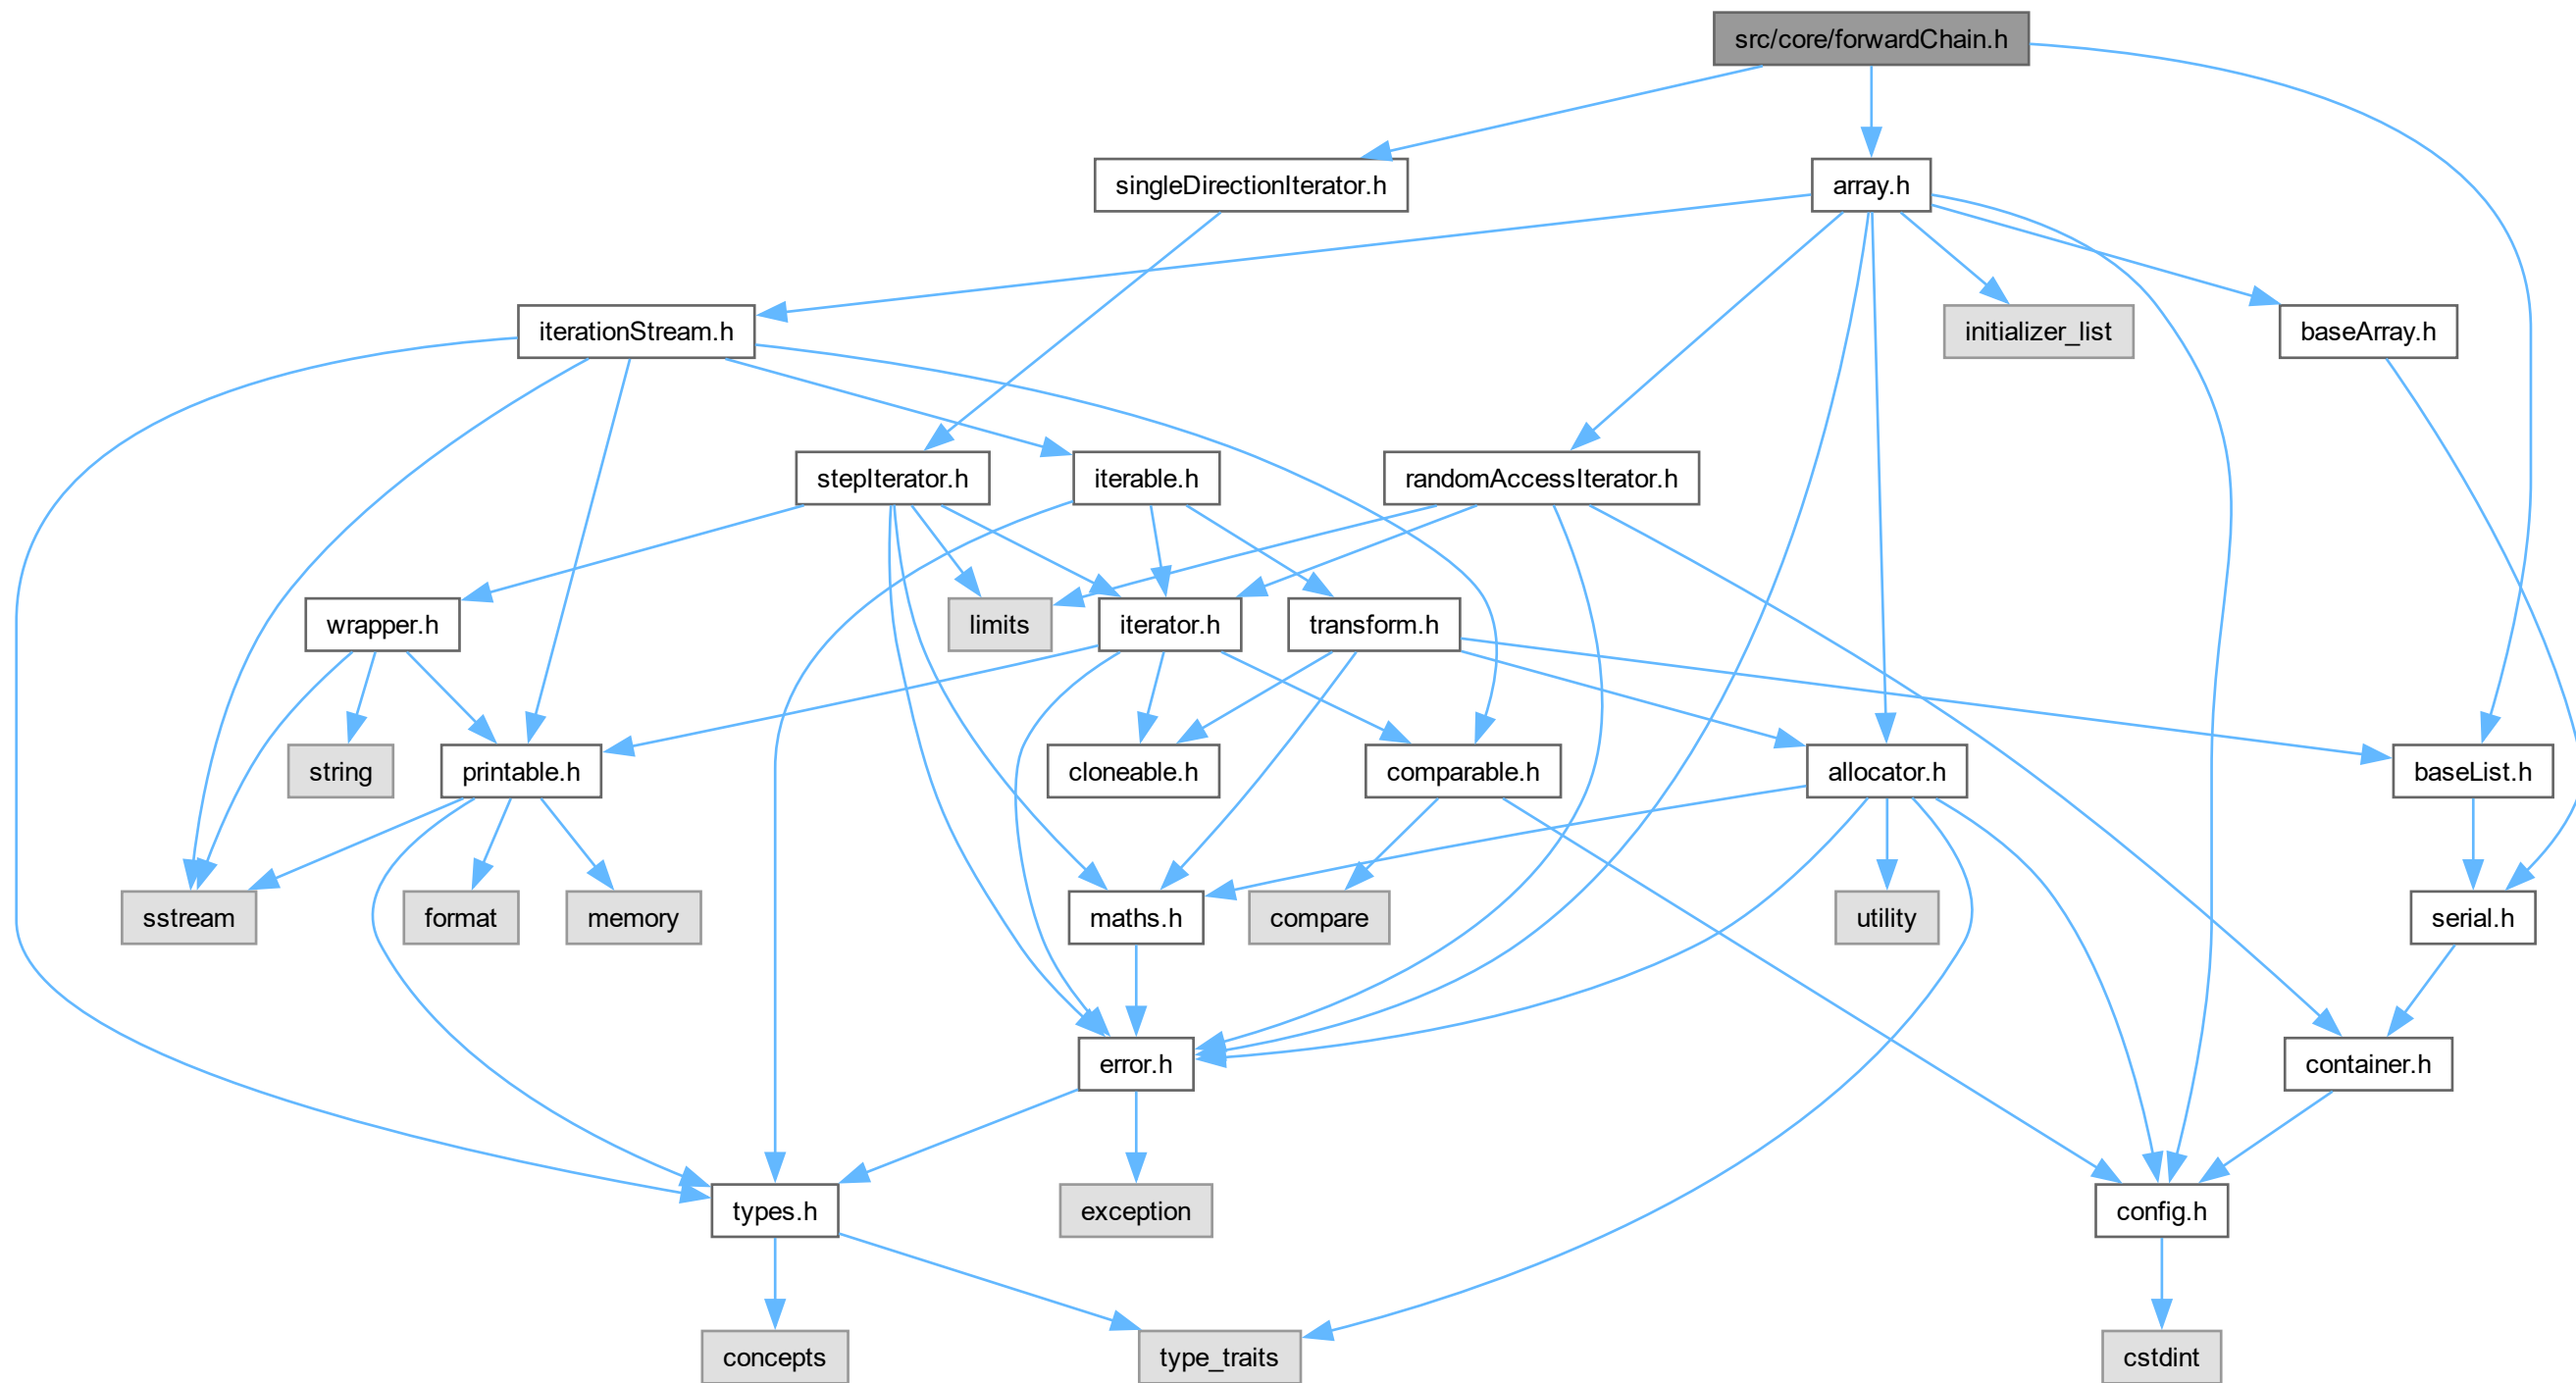 src/core/forwardChain.h
singleDirectionIterator.h
array.h
iterationStream.h
initializer_list
baseArray.h
stepIterator.h
iterable.h
randomAccessIterator.h
wrapper.h
limits
iterator.h
transform.h
string
printable.h
cloneable.h
comparable.h
allocator.h
baseList.h
sstream
format
memory
maths.h
compare
utility
serial.h
error.h
container.h
types.h
exception
config.h
concepts
type_traits
cstdint